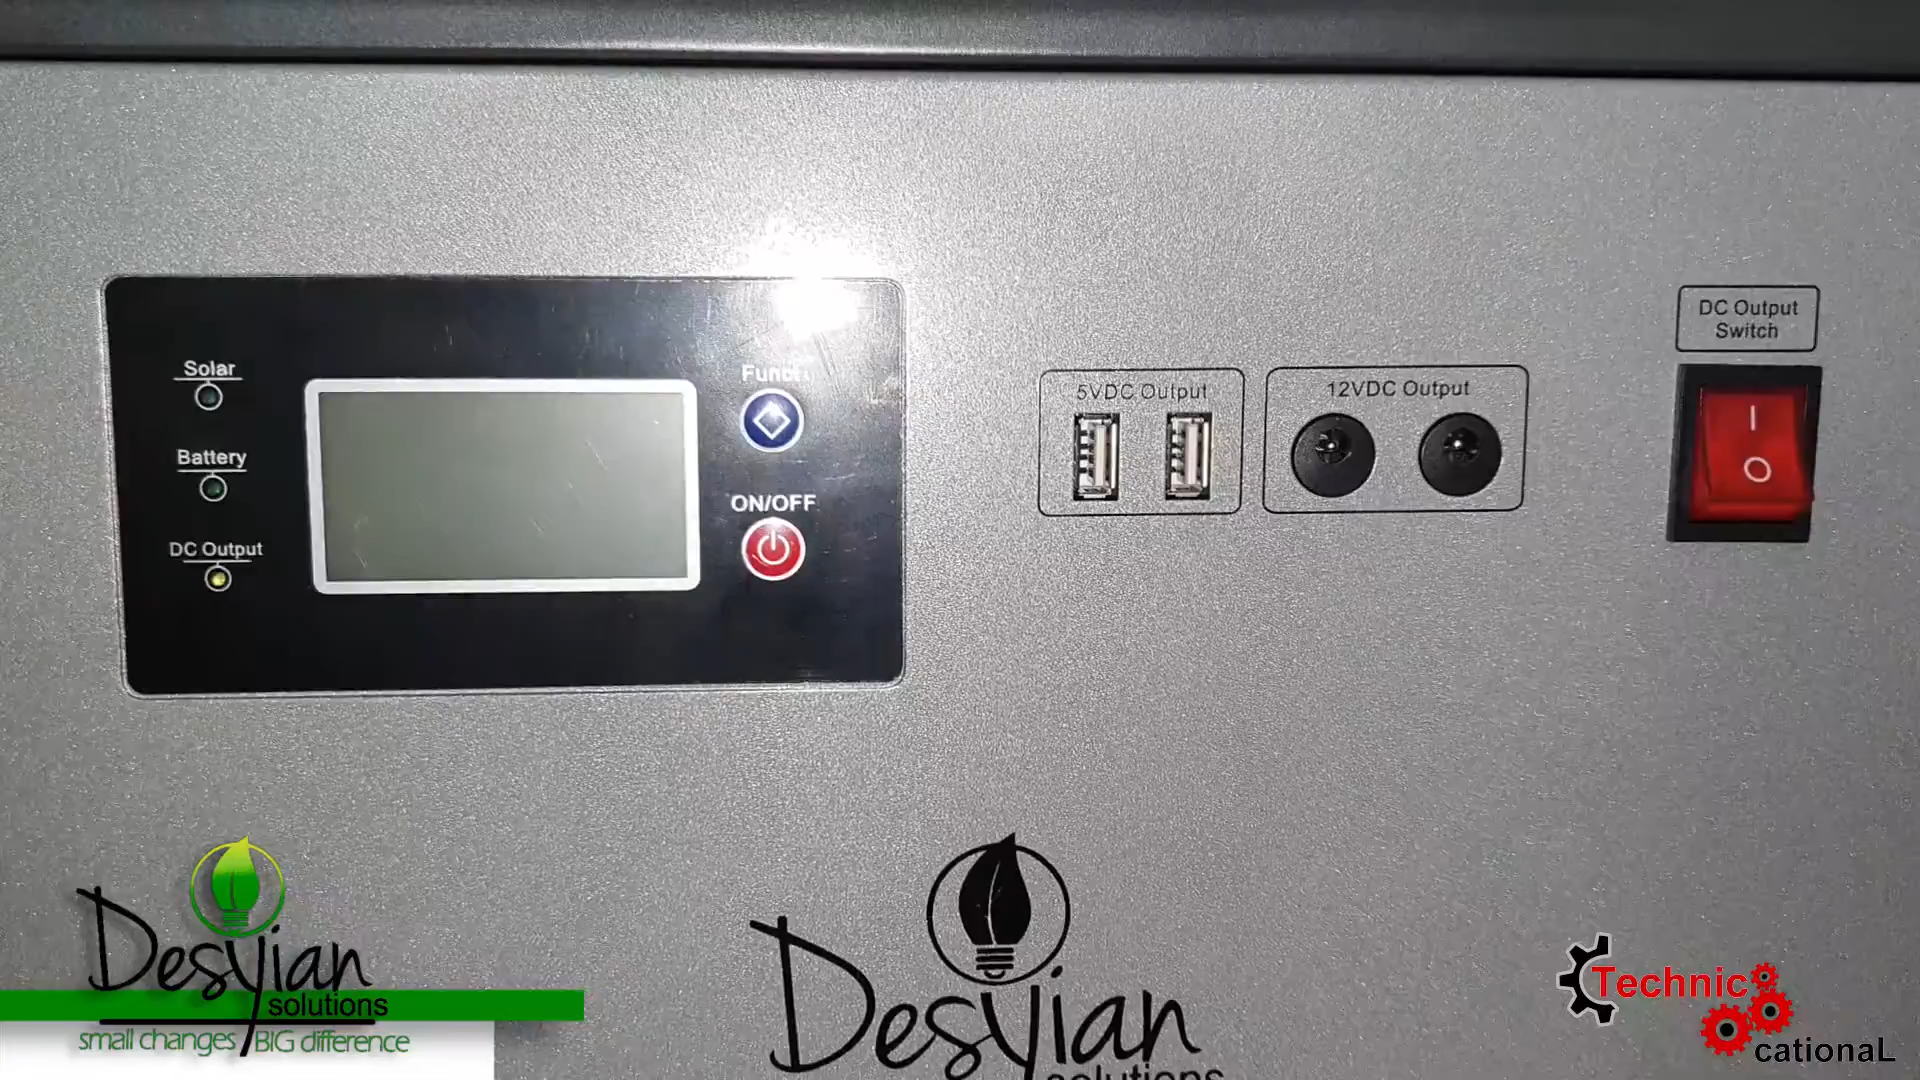 Solar
Battery
DC Output
Funct
ON/OFF
5VDC Output
12VDC Output
DC Output
Switch
I
O
Desyian
solutions
small changes BIG difference
Desyian
solutions
Technic
cationaL